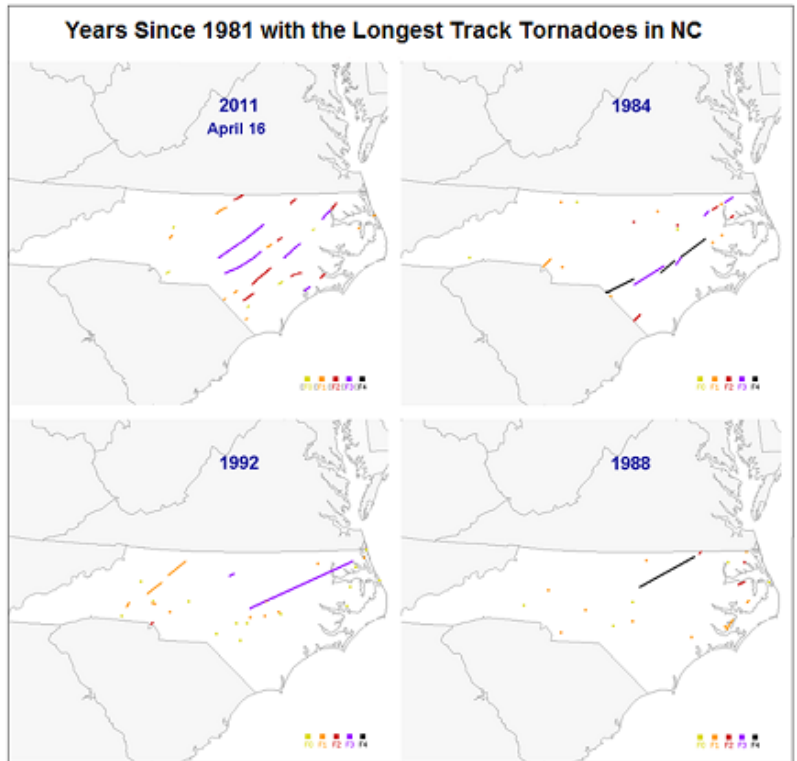 Years Since 1981 with the Longest Track Tornadoes in NC
2011
April 16
1984
F0 F1 F2 F3 F4
1992
1988
F0 F1 F2 F3 F4
F0 F1 F2 F3 F4